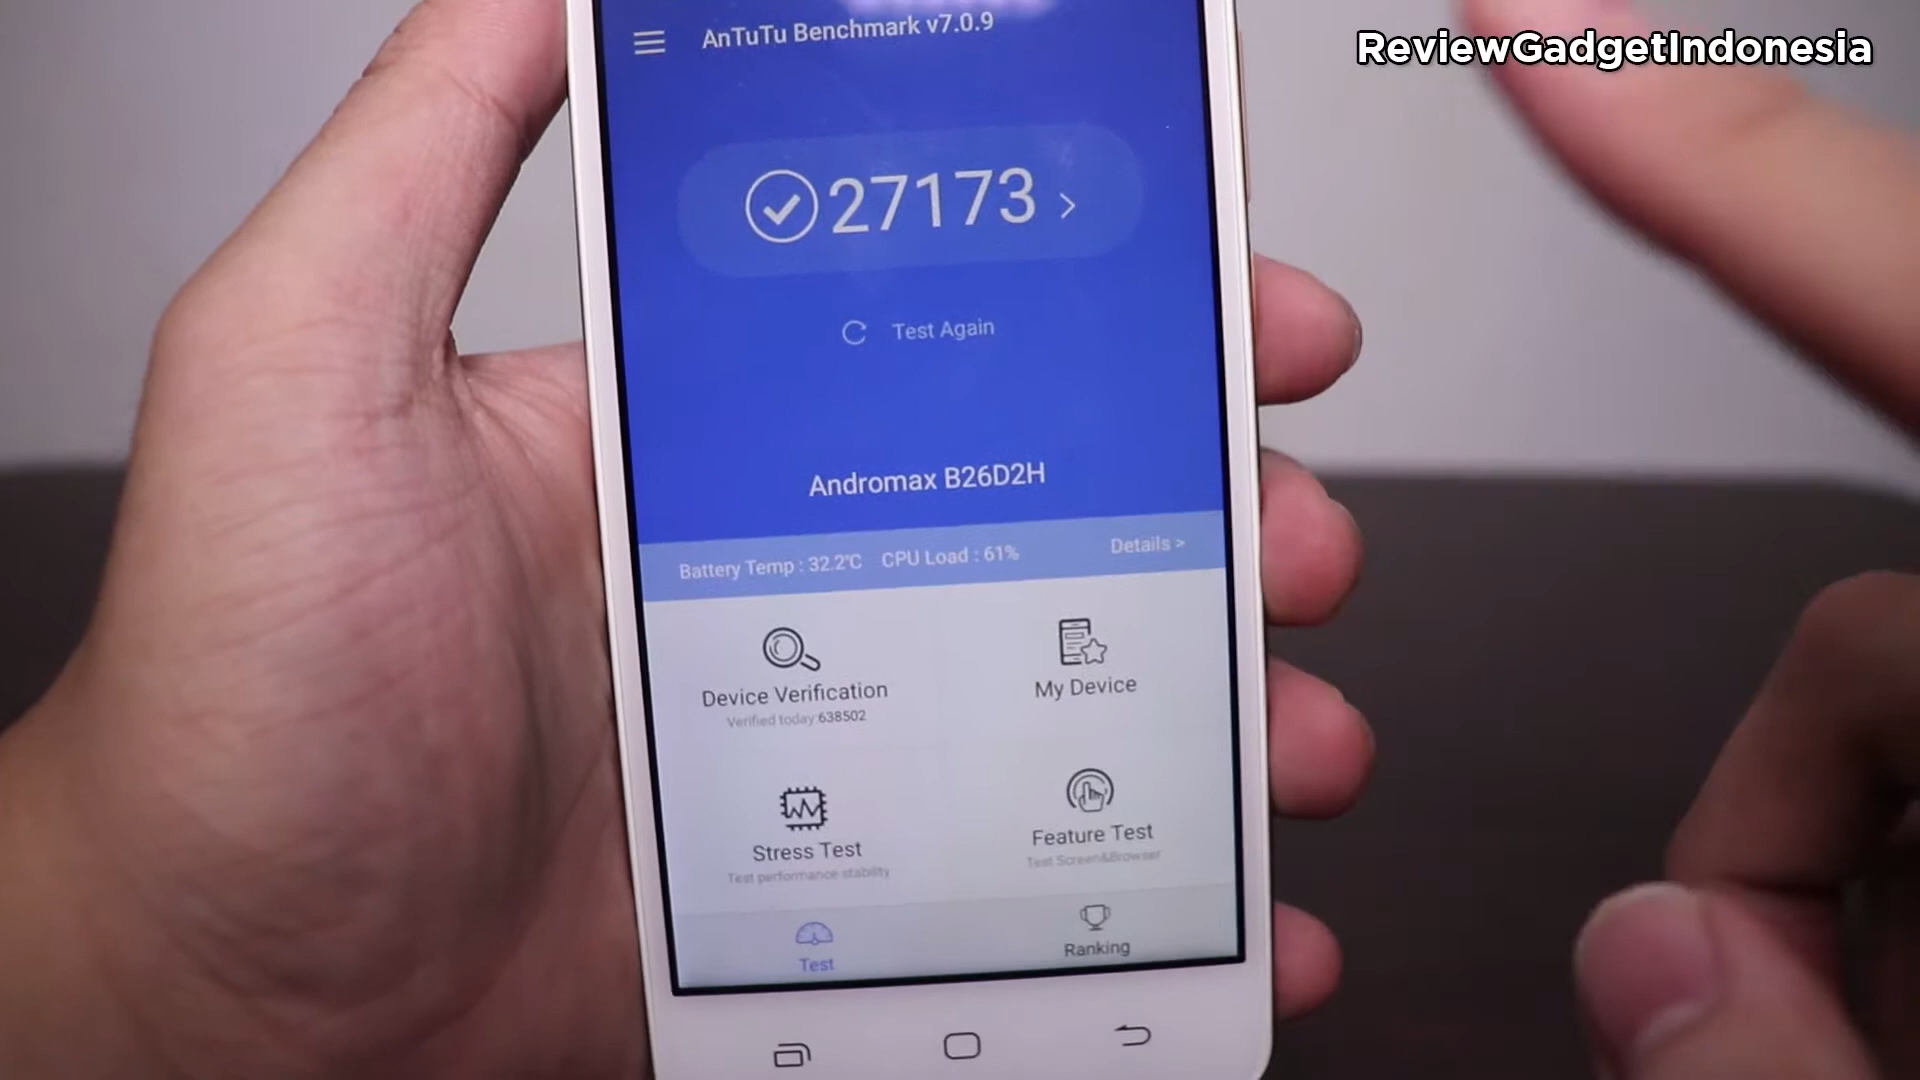 AnTuTu Benchmark v7.0.9
ReviewGadgetIndonesia
27173
Test Again
Andromax B26D2H
Battery Temp : 32.2℃ CPU Load : 61% Details >
Device Verification
Verified today:638502
My Device
Stress Test
Test performance stability
Feature Test
Test Screen&Browser
Test
Ranking